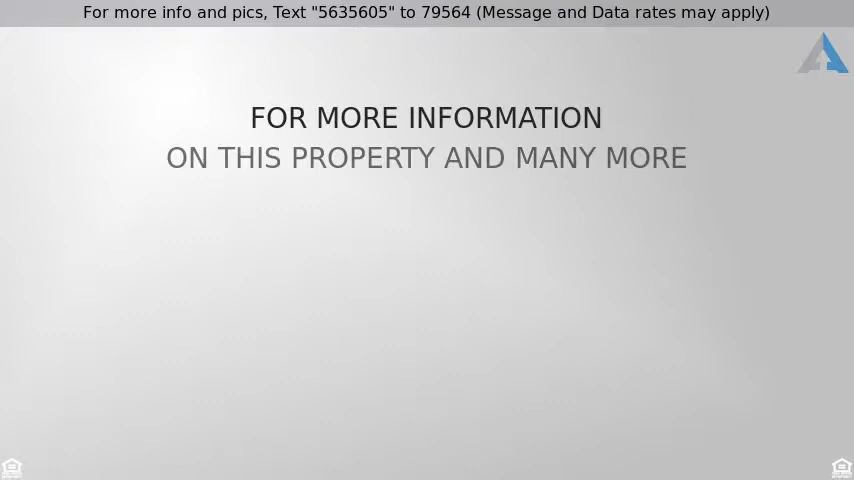 For more info and pics, Text "5635605" to 79564 (Message and Data rates may apply)
FOR MORE INFORMATION
ON THIS PROPERTY AND MANY MORE